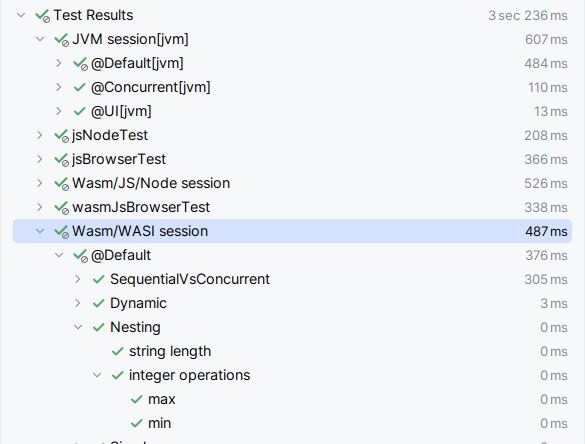 Test Results 3 sec 236 ms
JVM session[jvm] 607 ms
@Default[jvm] 484 ms
@Concurrent[jvm] 110 ms
@UI[jvm] 13 ms
jsNodeTest 208 ms
jsBrowserTest 366 ms
Wasm/JS/Node session 526 ms
wasmJsBrowserTest 338 ms
Wasm/WASI session 487 ms
@Default 376 ms
SequentialVsConcurrent 305 ms
Dynamic 3 ms
Nesting 0 ms
string length 0 ms
integer operations 0 ms
max 0 ms
min 0 ms